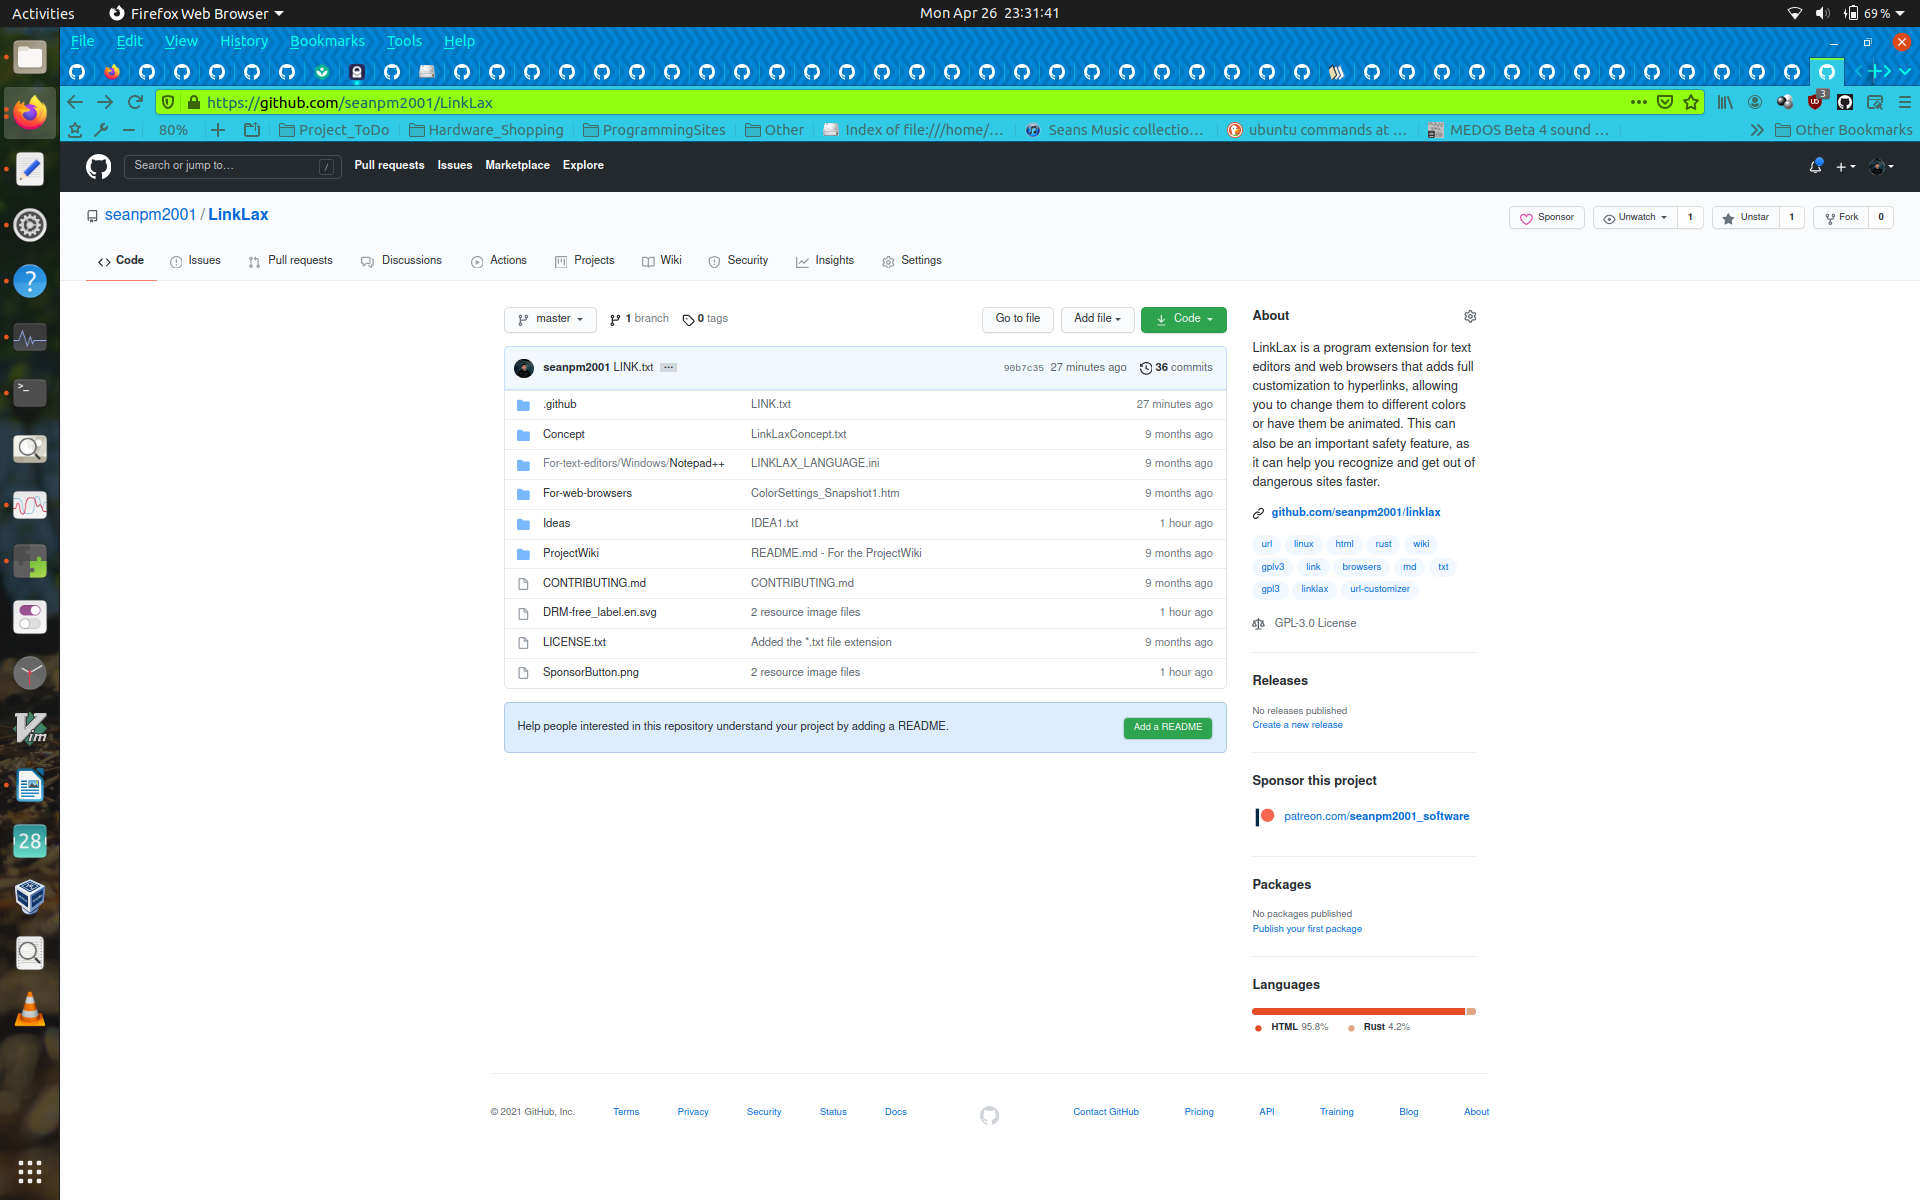 Activities Firefox Web Browser Mon Apr 26 23:31:41 69 %
File Edit View History Bookmarks Tools Help
https://github.com/seanpm2001/LinkLax 3
80% Project_ToDo Hardware_Shopping ProgrammingSites Other Index of file:///home/... Seans Music collectio... ubuntu commands at ... MEDOS Beta 4 sound ... Other Bookmarks
Search or jump to... / Pull requests Issues Marketplace Explore
seanpm2001 / LinkLax Sponsor Unwatch 1 Unstar 1 Fork 0
Code Issues Pull requests Discussions Actions Projects Wiki Security Insights Settings
master 1 branch 0 tags Go to file Add file Code
seanpm2001 LINK.txt ... 90b7c35 27 minutes ago 36 commits
.github LINK.txt 27 minutes ago
Concept LinkLaxConcept.txt 9 months ago
For-text-editors/Windows/Notepad++ LINKLAX_LANGUAGE.ini 9 months ago
For-web-browsers ColorSettings_Snapshot1.htm 9 months ago
Ideas IDEA1.txt 1 hour ago
ProjectWiki README.md - For the ProjectWiki 9 months ago
CONTRIBUTING.md CONTRIBUTING.md 9 months ago
DRM-free_label.en.svg 2 resource image files 1 hour ago
LICENSE.txt Added the *.txt file extension 9 months ago
SponsorButton.png 2 resource image files 1 hour ago
Help people interested in this repository understand your project by adding a README. Add a README
About
LinkLax is a program extension for text
editors and web browsers that adds full
customization to hyperlinks, allowing
you to change them to different colors
or have them be animated. This can
also be an important safety feature, as
it can help you recognize and get out of
dangerous sites faster.
github.com/seanpm2001/linklax
url linux html rust wiki
gplv3 link browsers md txt
gpl3 linklax url-customizer
GPL-3.0 License
Releases
No releases published
Create a new release
Sponsor this project
patreon.com/seanpm2001_software
Packages
No packages published
Publish your first package
Languages
HTML 95.8% Rust 4.2%
© 2021 GitHub, Inc. Terms Privacy Security Status Docs Contact GitHub Pricing API Training Blog About
?
>_
Vim
28